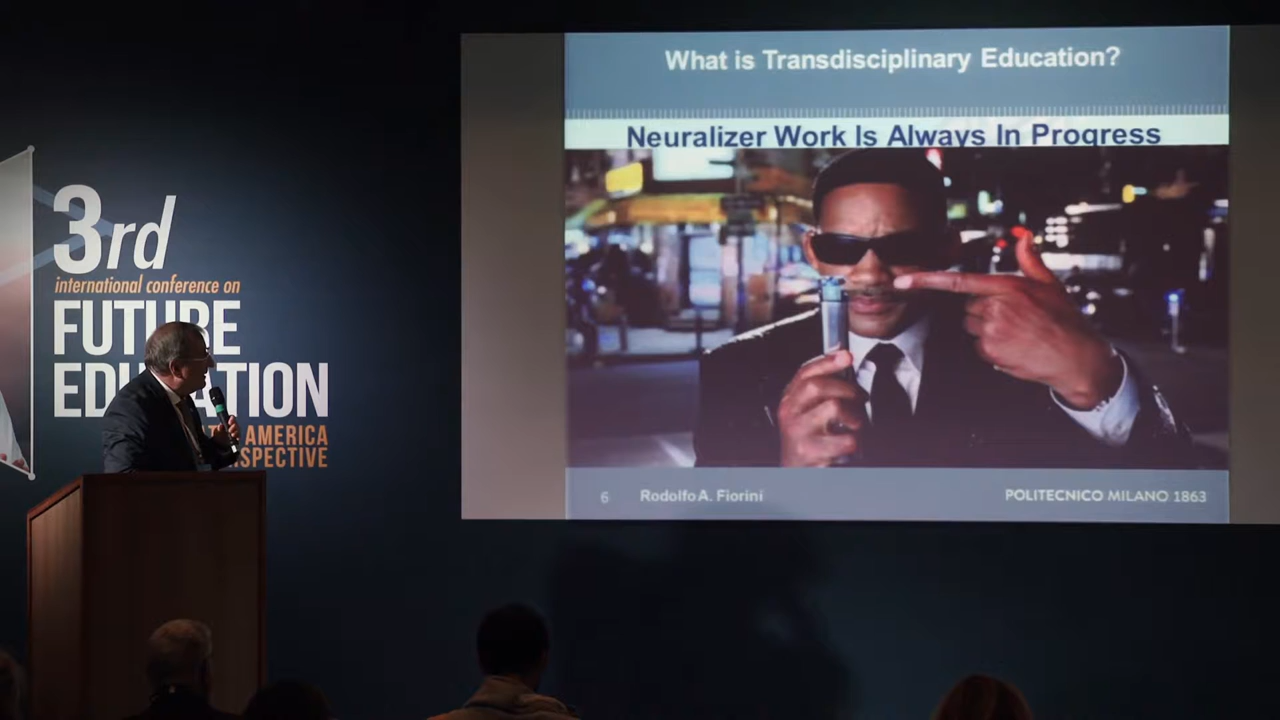 3rd
international conference on
FUTURE
EDUCATION
AMERICA
What is Transdisciplinary Education?
Neuralizer Work Is Always In Progress
6
Rodolfo A. Fiorini
POLITECNICO MILANO 1863